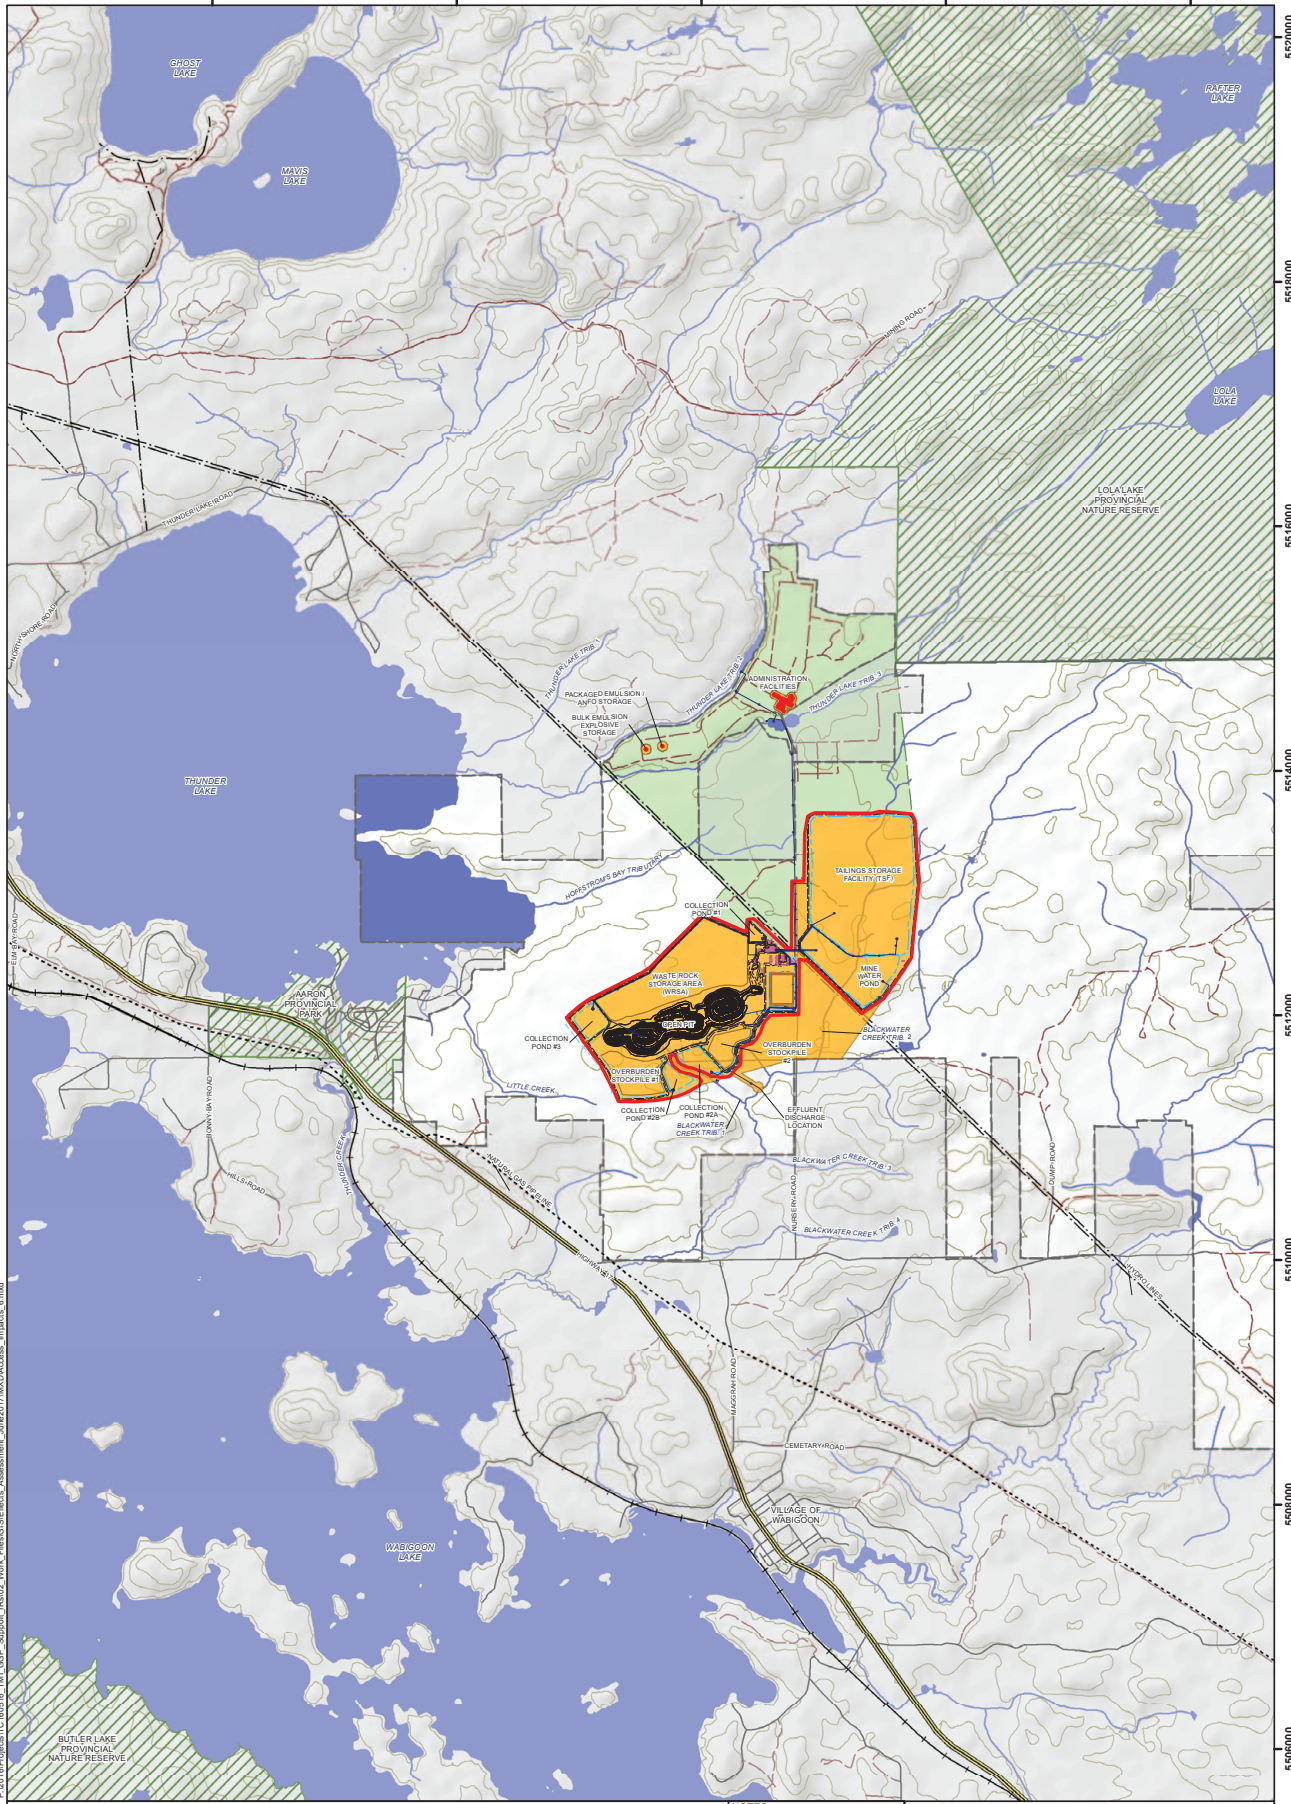 GHOST
LAKE
MAVIS
LAKE
RAFTER
LAKE
5520000
5518000
MINING ROAD
LOLA
LAKE
THUNDER LAKE ROAD
LOLA LAKE
PROVINCIAL
NATURE RESERVE
5516000
NORTH SHORE ROAD
THUNDER LAKE TRIB. 1
THUNDER LAKE TRIB. 2
ADMINISTRATION
FACILITIES
THUNDER LAKE TRIB. 3
PACKAGED EMULSION /
ANFO STORAGE
BULK EMULSION
EXPLOSIVE
STORAGE
THUNDER
LAKE
5514000
HOFFSTROM'S BAY TRIBUTARY
TAILINGS STORAGE
FACILITY (TSF)
COLLECTION
POND #1
ELM BAY ROAD
WASTE ROCK
STORAGE AREA
(WRSA)
MINE
WATER
POND
AARON
PROVINCIAL
PARK
OPEN PIT
5512000
COLLECTION
POND #3
BLACKWATER
CREEK TRIB. 2
OVERBURDEN
STOCKPILE
#2
OVERBURDEN
STOCKPILE #1
LITTLE CREEK
COLLECTION
POND #2B
COLLECTION
POND #2A
EFFLUENT
DISCHARGE
LOCATION
BLACKWATER
CREEK TRIB. 1
BONNY BAY ROAD
THUNDER CREEK
HILLS ROAD
NATURAL GAS PIPELINE
BLACKWATER CREEK TRIB. 3
NURSERY ROAD
DUMP ROAD
BLACKWATER CREEK TRIB. 4
HIGHWAY 17
HYDRO LINES
5510000
MAGGRAH ROAD
CEMETARY ROAD
VILLAGE OF
WABIGOON
5508000
WABIGOON
LAKE
BUTLER LAKE
PROVINCIAL
NATURE RESERVE
5506000